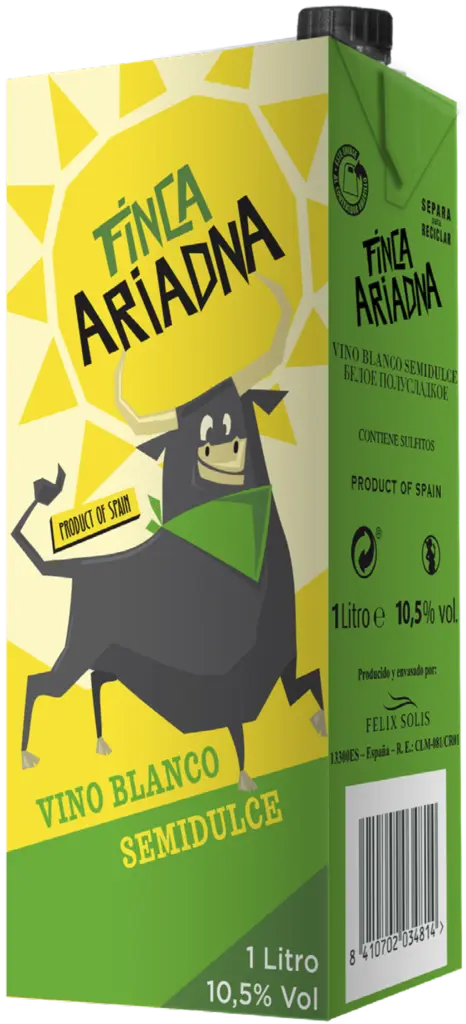 FINCA
ARIADNA
PRODUCT OF SPAIN
VINO BLANCO
SEMIDULCE
1 Litro
10,5% Vol
SEPARA
PARA
RECICLAR
FINCA
ARIADNA
VINO BLANCO SEMIDULCE
БЕЛОЕ ПОЛУСЛАДКОЕ
CONTIENE SULFITOS
PRODUCT OF SPAIN
1Litro e 10,5% vol.
Producido y envasado por:
FELIX SOLIS
13300ES – España – R. E.: CLM-081/CR01
8 410702 034814 >